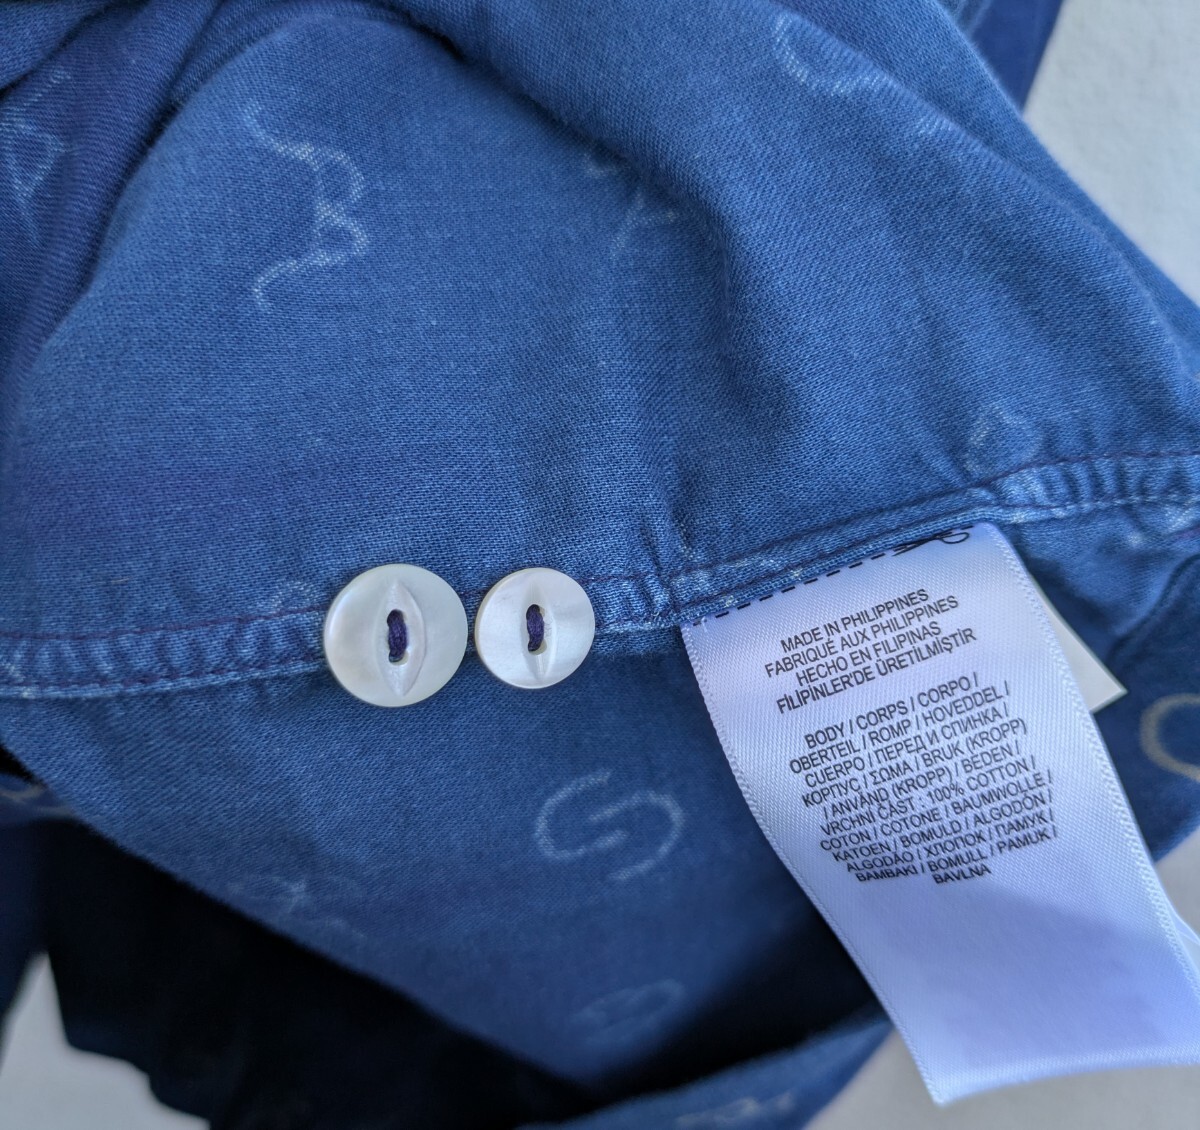 MADE IN PHILIPPINES
FABRIQUE AUX PHILIPPINES
HECHO EN FILIPINAS
FİLİPİNLER'DE ÜRETİLMİŞTİR
BODY / CORPS / CORPO /
OBERTEIL / ROMP / HOVEDDEL /
CUERPO / ПЕРЕД И СПИНКА /
КОРПУС / ΣΩΜΑ / BRUK (KROPP)
/ ANVÄND (KROPP) / BEDEN /
VRCHNÍ ČÁST : 100% COTTON /
COTON / COTONE / BAUMWOLLE /
KATOEN / BOMULD / ALGODÓN /
ALGODÃO / ХЛОПОК / ПАМУК /
BAMBAKI / BOMULL / PAMUK /
BAVLNA